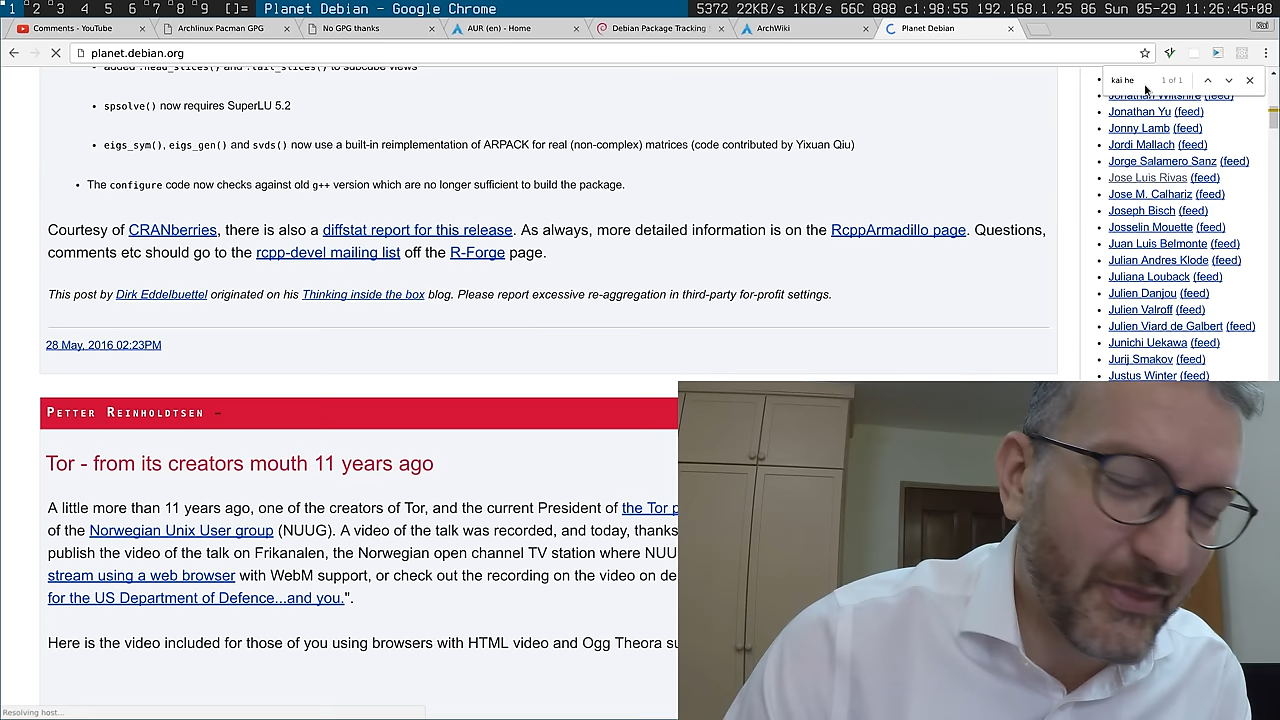 1 2 3 4 5 6 7 8 9 []= Planet Debian - Google Chrome 5372 22KB/s 1KB/s 66C 888 c1:98:55 192.168.1.25 86 Sun 05-29 11:26:45+08
Comments - YouTube × Archlinux Pacman GPG × No GPG thanks × AUR (en) - Home × Debian Package Tracking × ArchWiki × Planet Debian ×
planet.debian.org
kai he 1 of 1
added .head_slices() and .tail_slices() to subcube views
spsolve() now requires SuperLU 5.2
eigs_sym(), eigs_gen() and svds() now use a built-in reimplementation of ARPACK for real (non-complex) matrices (code contributed by Yixuan Qiu)
The configure code now checks against old g++ version which are no longer sufficient to build the package.
Courtesy of CRANberries, there is also a diffstat report for this release. As always, more detailed information is on the RcppArmadillo page. Questions,
comments etc should go to the rcpp-devel mailing list off the R-Forge page.
This post by Dirk Eddelbuettel originated on his Thinking inside the box blog. Please report excessive re-aggregation in third-party for-profit settings.
28 May, 2016 02:23PM
Petter Reinholdtsen –
Tor - from its creators mouth 11 years ago
A little more than 11 years ago, one of the creators of Tor, and the current President of the Tor p
of the Norwegian Unix User group (NUUG). A video of the talk was recorded, and today, thanks
publish the video of the talk on Frikanalen, the Norwegian open channel TV station where NUU
stream using a web browser with WebM support, or check out the recording on the video on de
for the US Department of Defence...and you.".
Here is the video included for those of you using browsers with HTML video and Ogg Theora su
Jonathan Wiltshire (feed)
Jonathan Yu (feed)
Jonny Lamb (feed)
Jordi Mallach (feed)
Jorge Salamero Sanz (feed)
Jose Luis Rivas (feed)
Jose M. Calhariz (feed)
Joseph Bisch (feed)
Josselin Mouette (feed)
Juan Luis Belmonte (feed)
Julian Andres Klode (feed)
Juliana Louback (feed)
Julien Danjou (feed)
Julien Valroff (feed)
Julien Viard de Galbert (feed)
Junichi Uekawa (feed)
Jurij Smakov (feed)
Justus Winter (feed)
Resolving host...